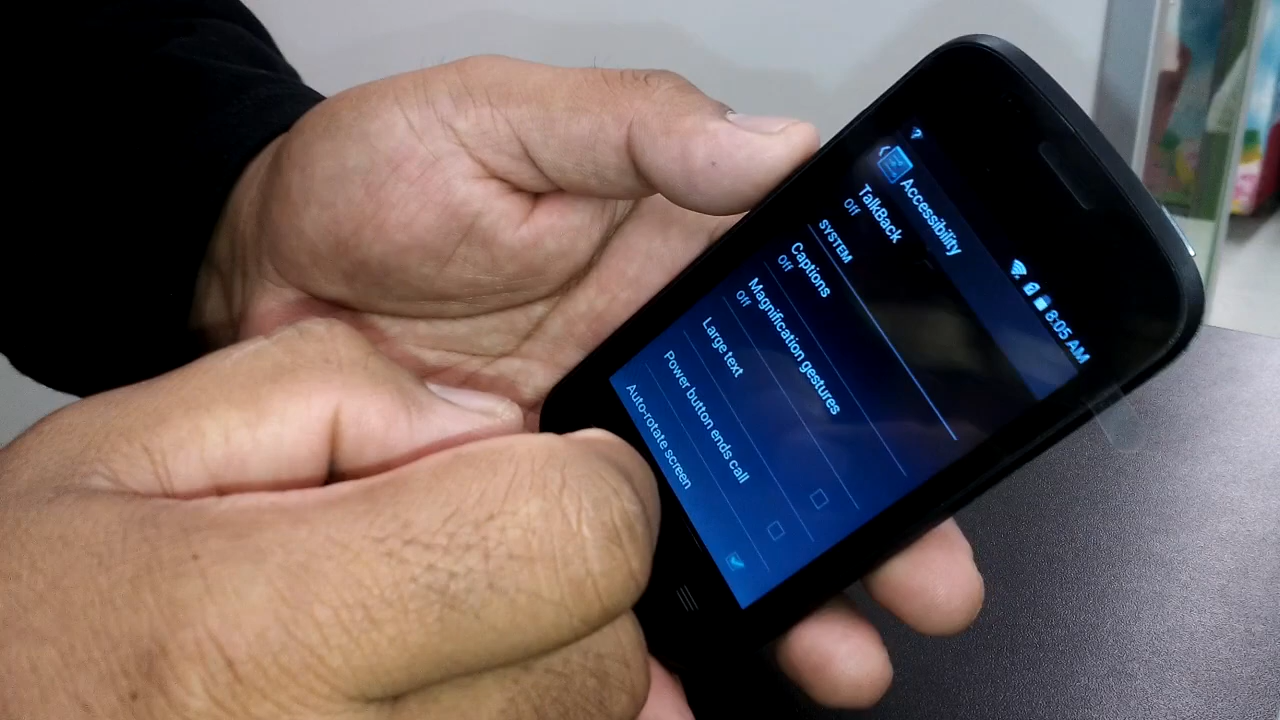 8:05 AM
Accessibility
TalkBack
Off
SYSTEM
Captions
Off
Magnification gestures
Off
Large text
Power button ends call
Auto-rotate screen